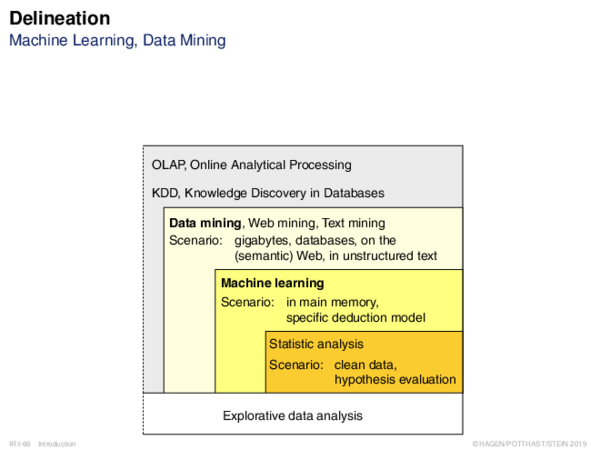 Delineation
Machine Learning, Data Mining
OLAP, Online Analytical Processing
KDD, Knowledge Discovery in Databases
Data mining, Web mining, Text mining
Scenario: gigabytes, databases, on the
(semantic) Web, in unstructured text
Machine learning
Scenario: in main memory,
specific deduction model
Statistic analysis
Scenario: clean data,
hypothesis evaluation
Explorative data analysis
IR:I-66 Introduction
©HAGEN/POTTHAST/STEIN 2019